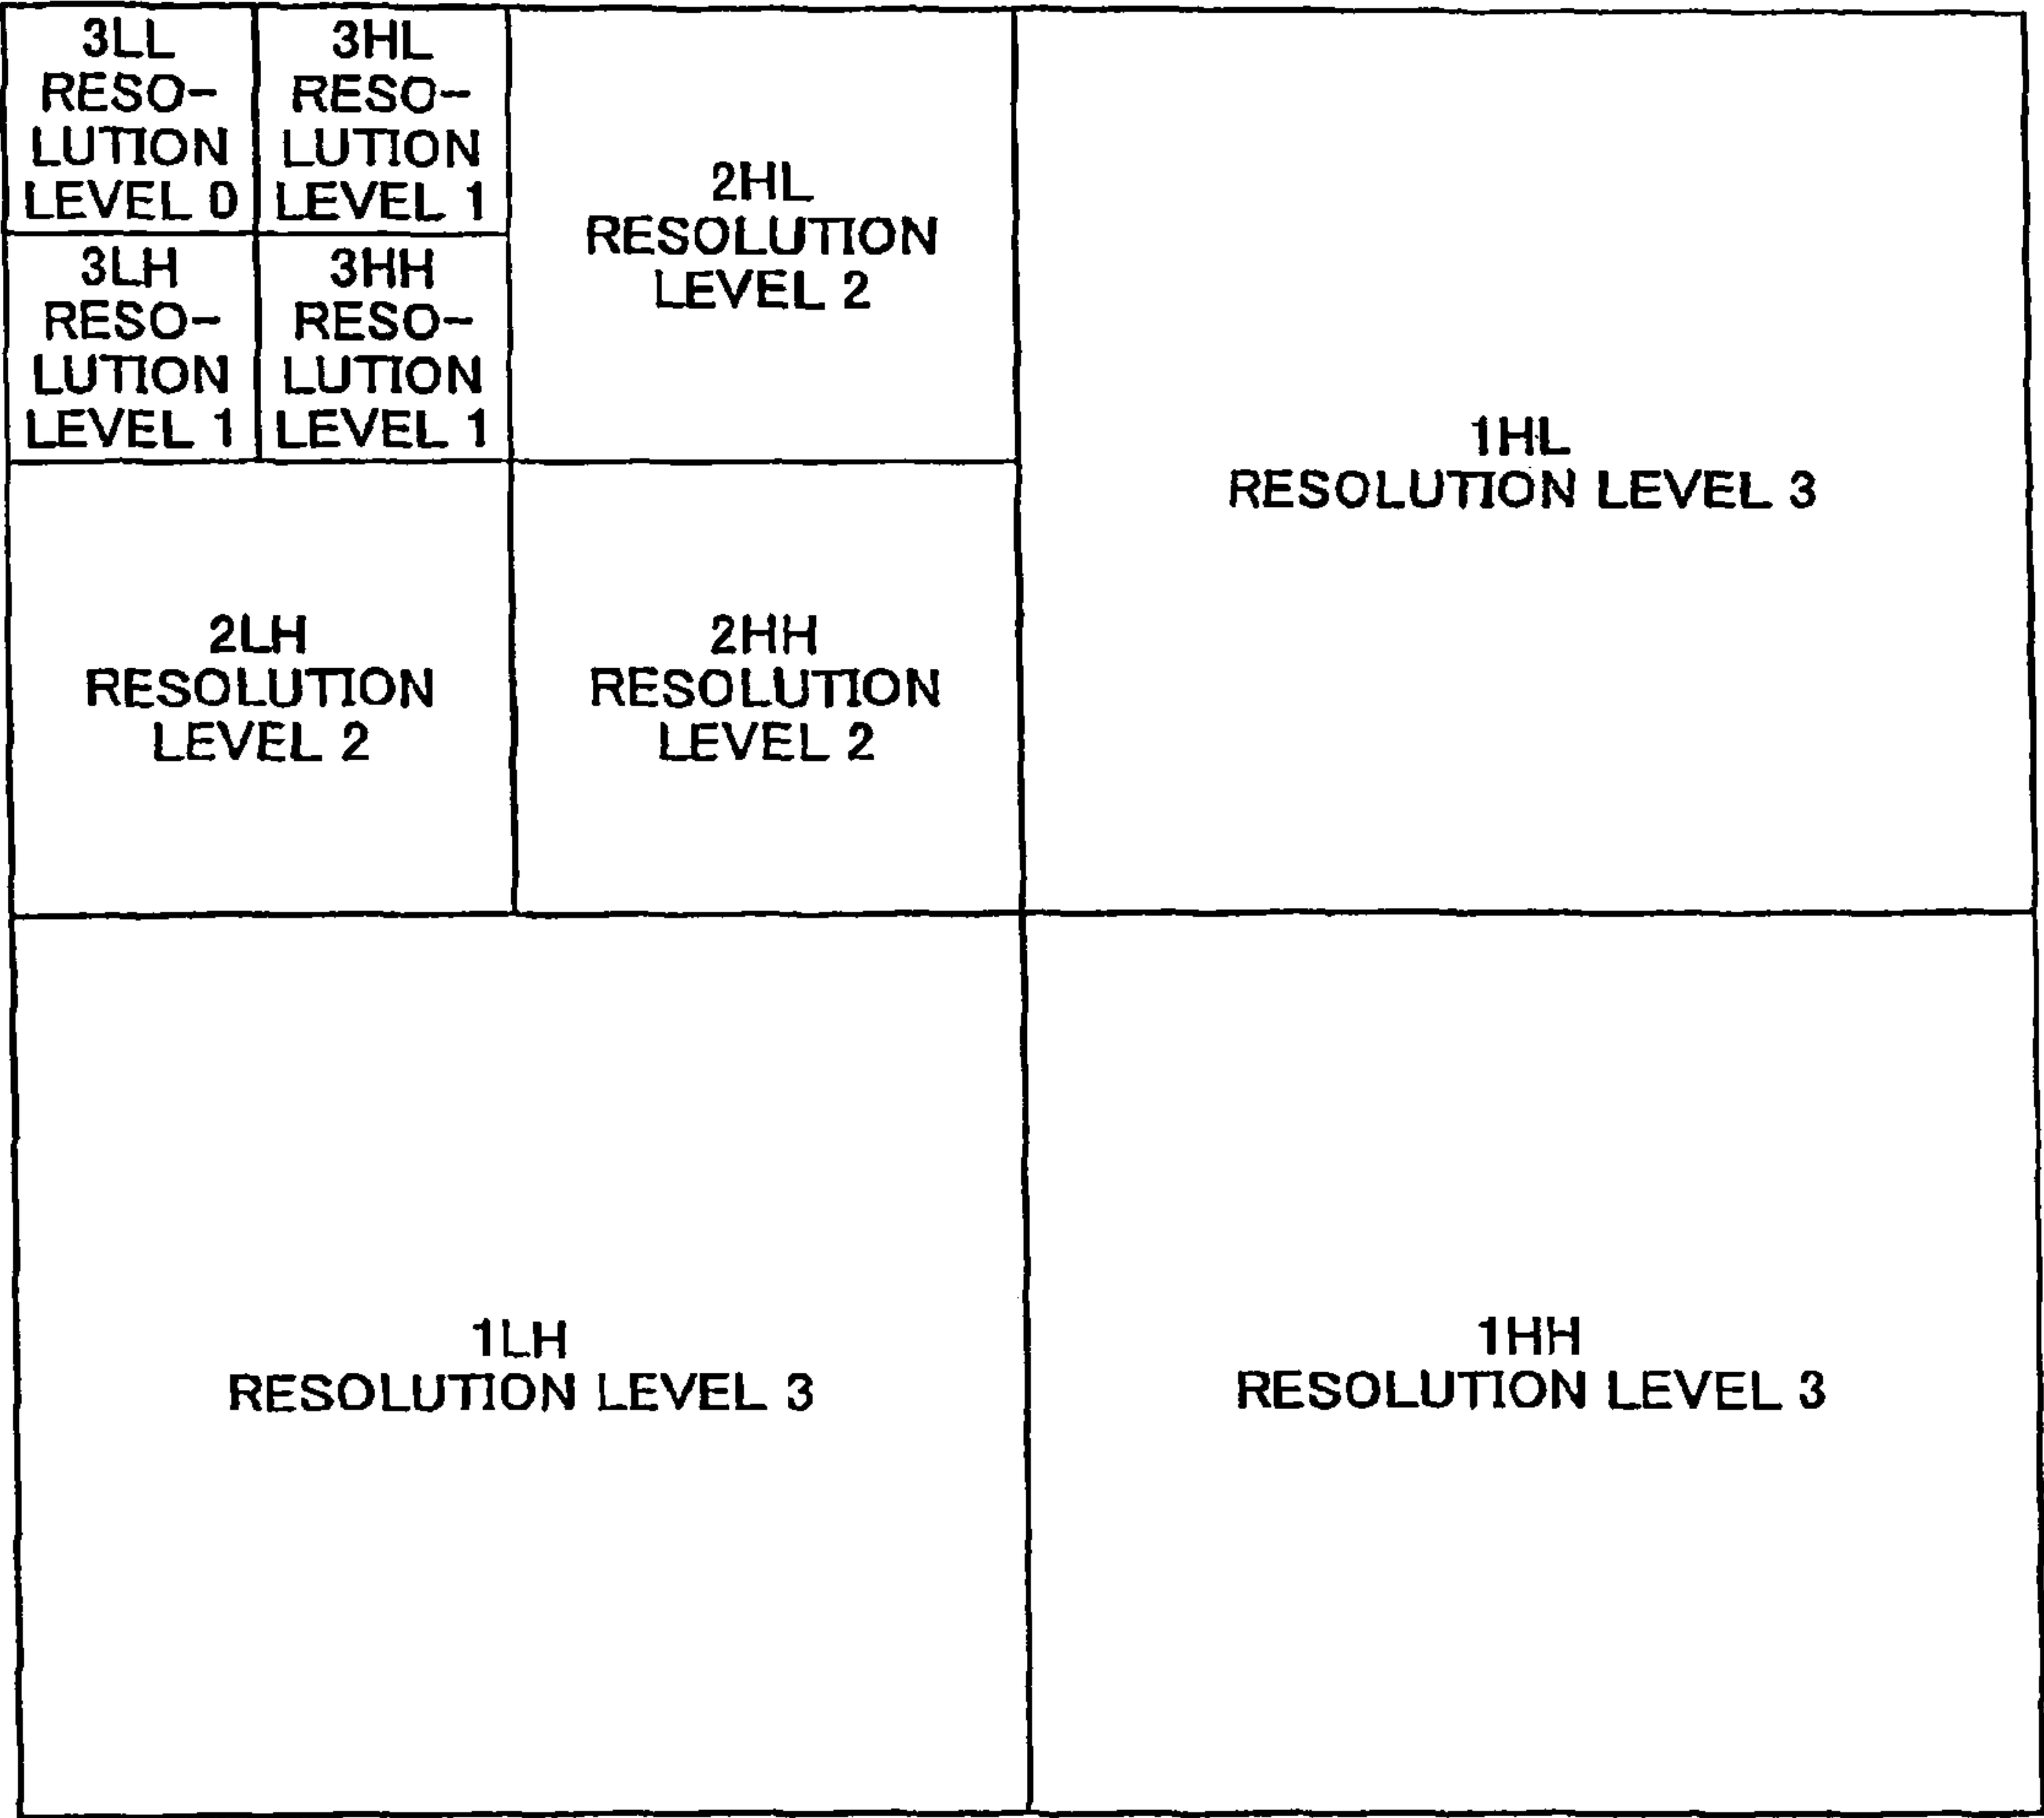 3LL
RESO-
LUTION
LEVEL 0
3HL
RESO-
LUTION
LEVEL 1
3LH
RESO-
LUTION
LEVEL 1
3HH
RESO-
LUTION
LEVEL 1
2HL
RESOLUTION
LEVEL 2
2LH
RESOLUTION
LEVEL 2
2HH
RESOLUTION
LEVEL 2
1HL
RESOLUTION LEVEL 3
1LH
RESOLUTION LEVEL 3
1HH
RESOLUTION LEVEL 3